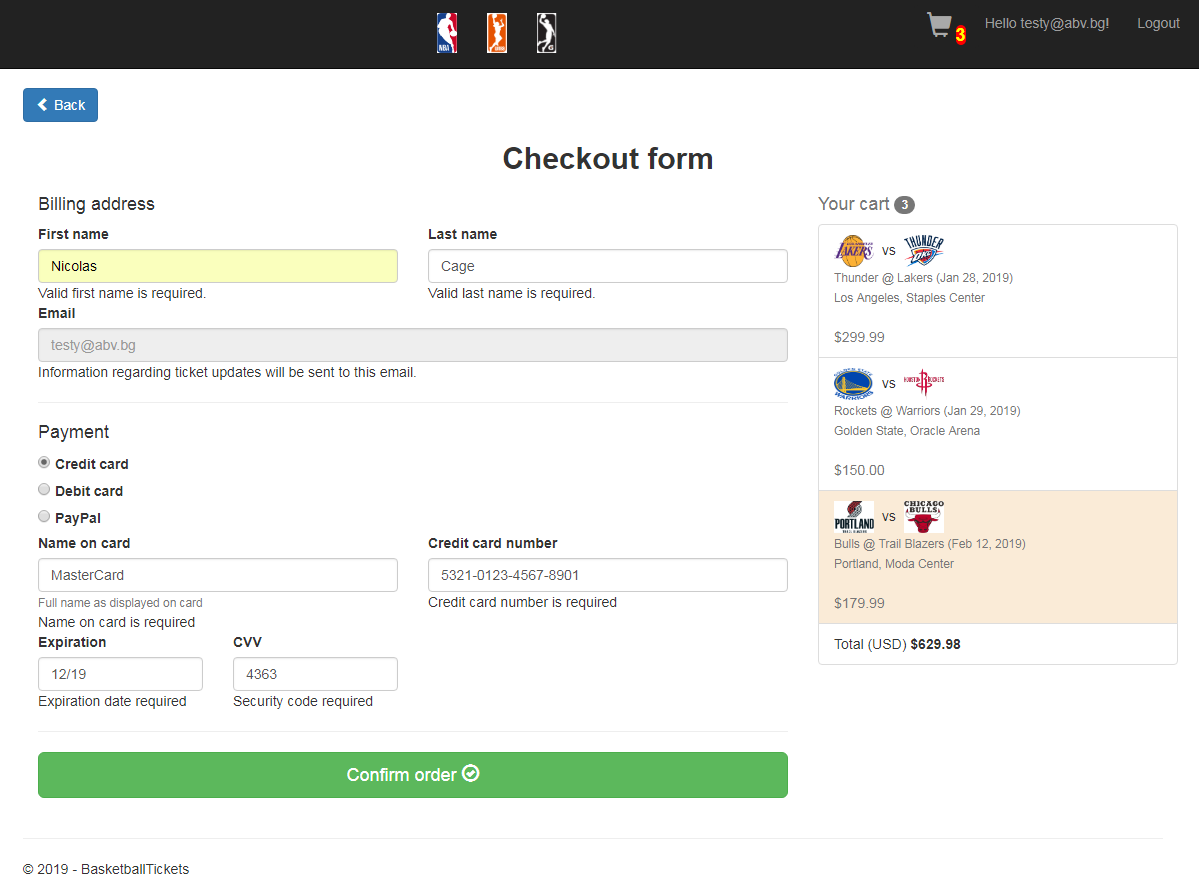 NBA
3
Hello testy@abv.bg!
Logout
Back
Checkout form
Billing address
First name
Last name
Nicolas
Cage
Valid first name is required.
Valid last name is required.
Email
testy@abv.bg
Information regarding ticket updates will be sent to this email.
Payment
Credit card
Debit card
PayPal
Name on card
Credit card number
MasterCard
5321-0123-4567-8901
Full name as displayed on card
Credit card number is required
Name on card is required
Expiration
CVV
12/19
4363
Expiration date required
Security code required
Confirm order
Your cart 3
LAKERS vs THUNDER
Thunder @ Lakers (Jan 28, 2019)
Los Angeles, Staples Center
$299.99
WARRIORS vs HOUSTON ROCKETS
Rockets @ Warriors (Jan 29, 2019)
Golden State, Oracle Arena
$150.00
PORTLAND vs CHICAGO BULLS
Bulls @ Trail Blazers (Feb 12, 2019)
Portland, Moda Center
$179.99
Total (USD) $629.98
© 2019 - BasketballTickets